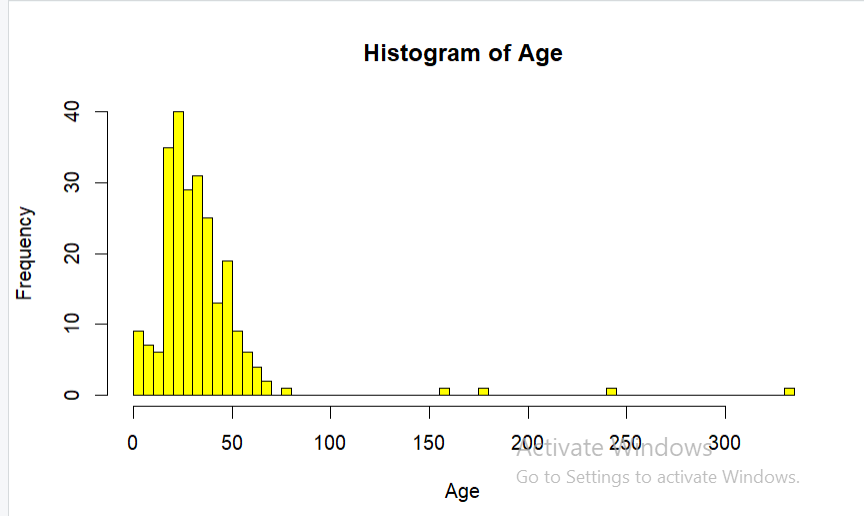 Histogram of Age
Frequency
40
30
20
10
0
0 50 100 150 200 250 300
Age
Activate Windows
Go to Settings to activate Windows.